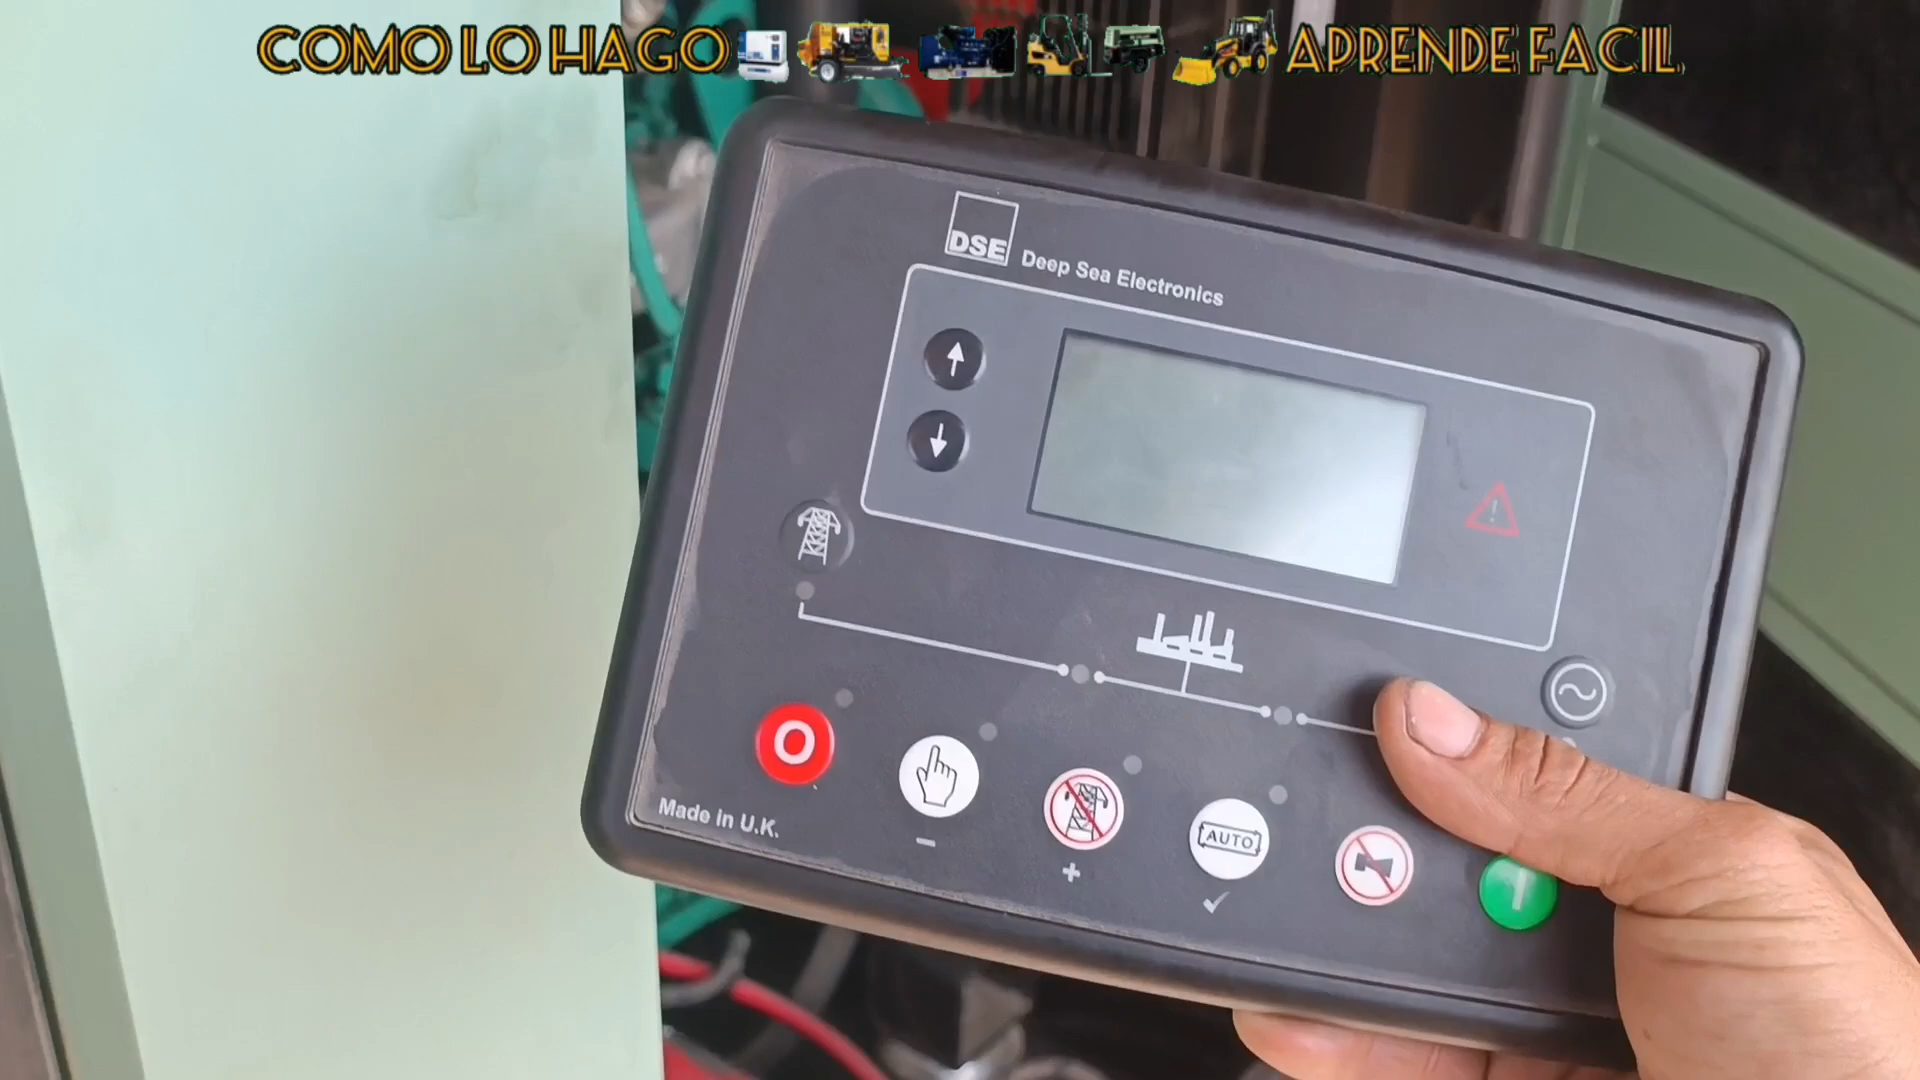 COMO LO HAGO APRENDE FACIL
DSE Deep Sea Electronics
O
AUTO
I
Made in U.K.